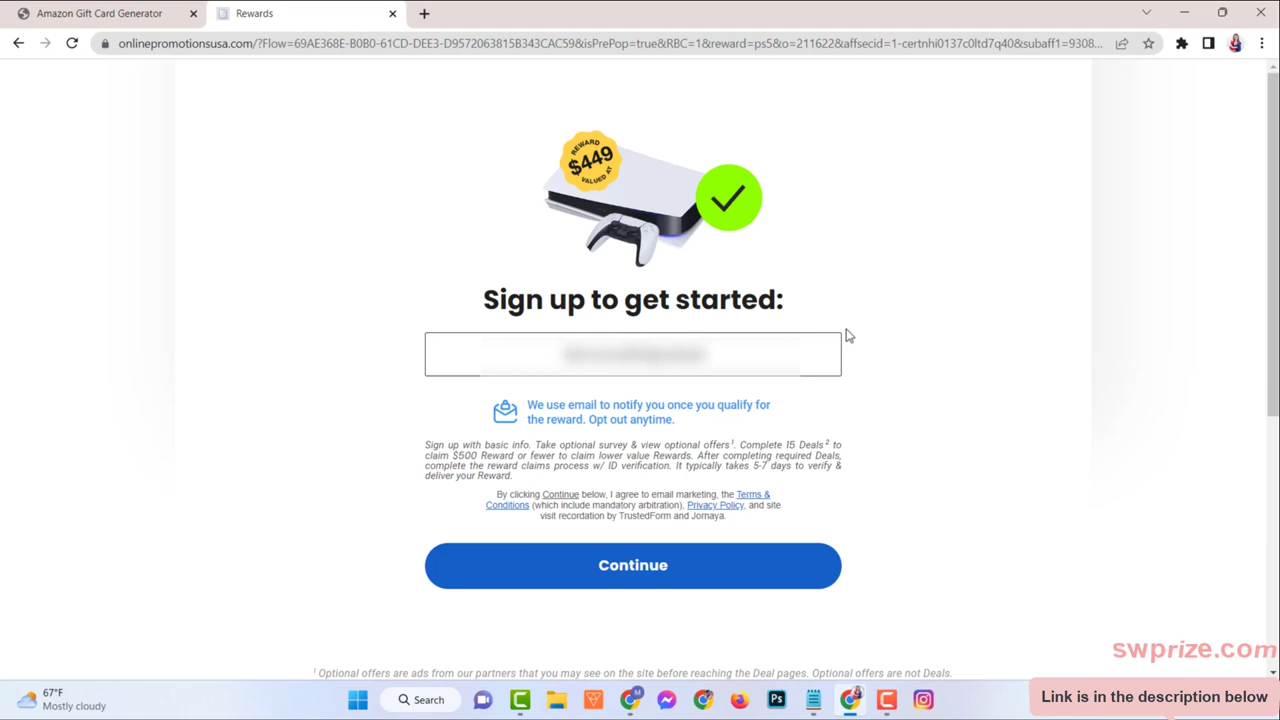 Amazon Gift Card Generator
Rewards
onlinepromotionsusa.com/?Flow=69AE368E-B0B0-61CD-DEE3-D9572963815B343CAC59&isPrePop=true&RBC=1&reward=ps5&o=211622&affsecid=1-certnhi0137c0ltd7q40&subaff1=9308...
REWARD
$449
VALUED AT
Sign up to get started:
We use email to notify you once you qualify for
the reward. Opt out anytime.
Sign up with basic info. Take optional survey & view optional offers¹. Complete 15 Deals² to
claim $500 Reward or fewer to claim lower value Rewards. After completing required Deals,
complete the reward claims process w/ ID verification. It typically takes 5-7 days to verify &
deliver your Reward.
By clicking Continue below, I agree to email marketing, the Terms &
Conditions (which include mandatory arbitration), Privacy Policy, and site
visit recordation by TrustedForm and Jornaya.
Continue
swprize.com
¹ Optional offers are ads from our partners that you may see on the site before reaching the Deal pages. Optional offers are not Deals.
Link is in the description below
67°F
Mostly cloudy
Search
M
Ps